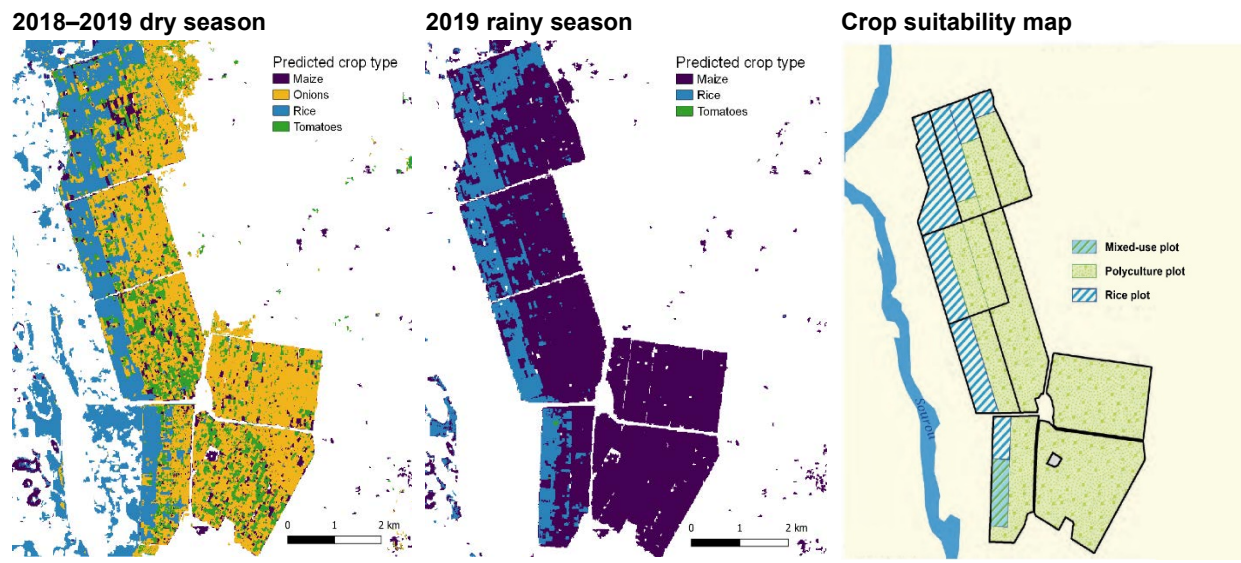 2018–2019 dry season
Predicted crop type
Maize
Onions
Rice
Tomatoes
0 1 2 km
2019 rainy season
Predicted crop type
Maize
Rice
Tomatoes
0 1 2 km
Crop suitability map
Mixed-use plot
Polyculture plot
Rice plot
Sourou